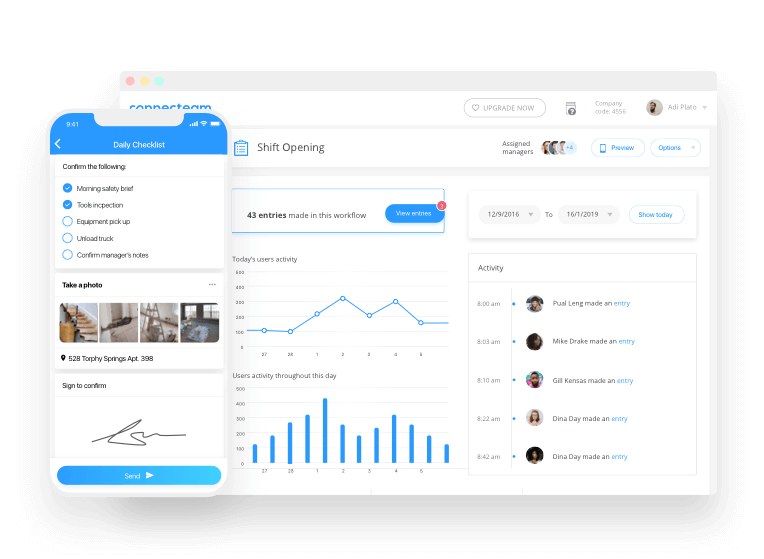 connecteam
UPGRADE NOW
Company
code: 4556
Adi Plato
9:41
Daily Checklist
Confirm the following:
Morning safety brief
Tools incpection
Equipment pick up
Unload truck
Confirm manager's notes
Take a photo
528 Torphy Springs Apt. 398
Sign to confirm
Send
Shift Opening
Assigned
managers
+4
Preview
Options
43 entries made in this workflow
View entries
3
12/9/2016
To
16/1/2019
Show today
Today's users activity
500
400
300
200
100
0
27 28 1 2 3 4 5
Users activity throughout this day
500
400
300
200
100
0
27 28 1 2 3 4 5
Activity
8:00 am Pual Leng made an entry
8:03 am Mike Drake made an entry
8:10 am Gill Kensas made an entry
8:22 am Dina Day made an entry
8:42 am Dina Day made an entry